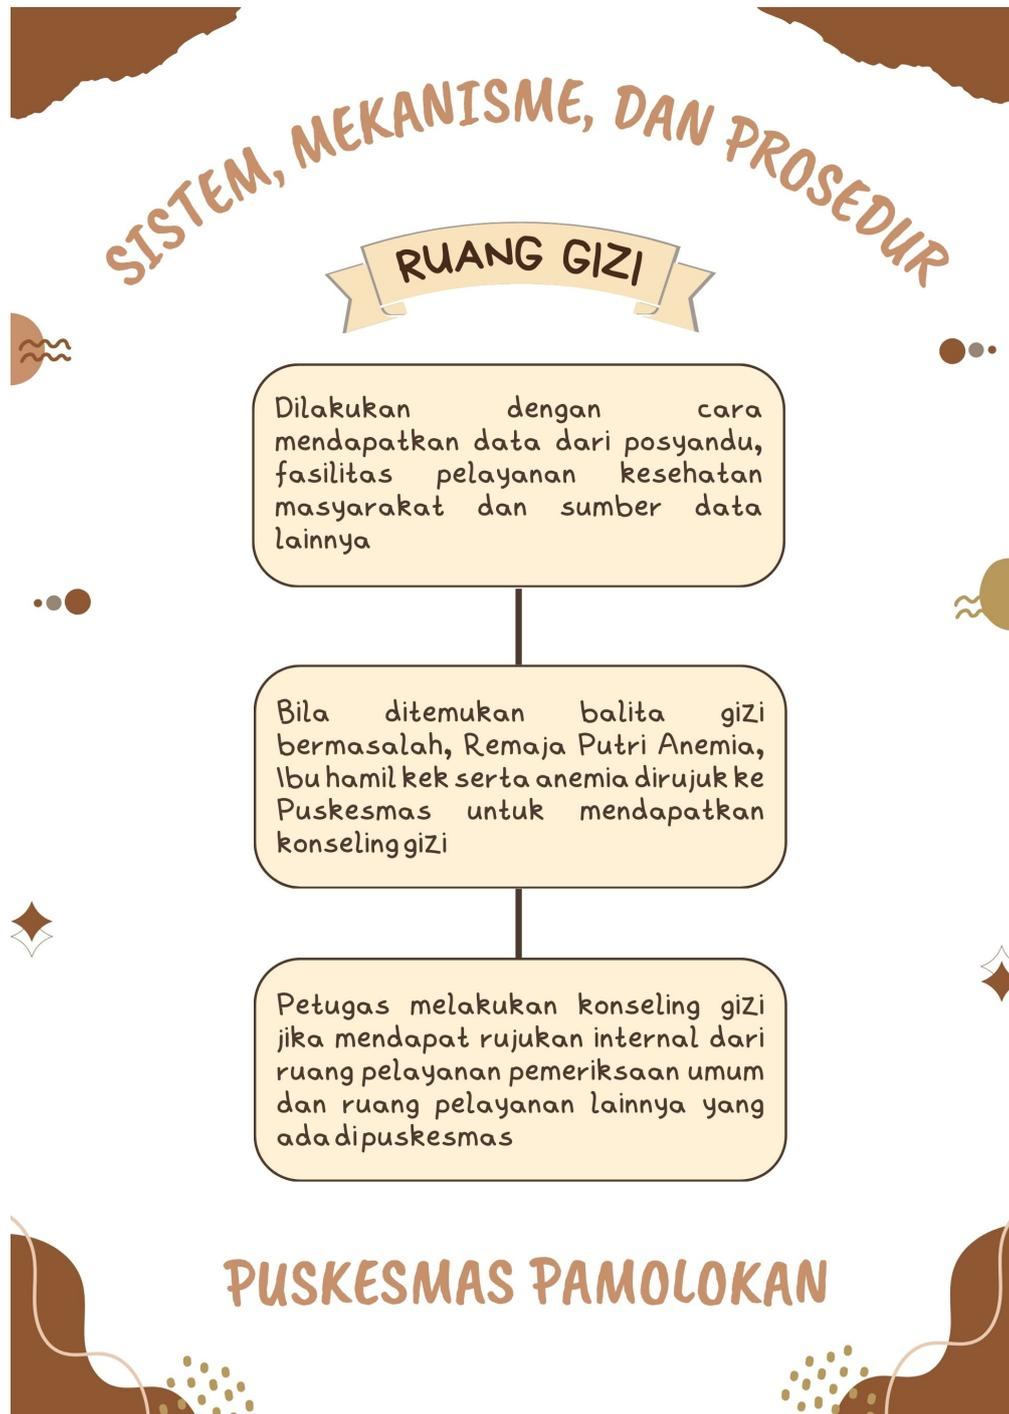 SISTEM, MEKANISME, DAN PROSEDUR
RUANG GIZI
Dilakukan dengan cara
mendapatkan data dari posyandu,
fasilitas pelayanan kesehatan
masyarakat dan sumber data
lainnya
Bila ditemukan balita gizi
bermasalah, Remaja Putri Anemia,
Ibu hamil kek serta anemia dirujuk ke
Puskesmas untuk mendapatkan
konseling gizi
Petugas melakukan konseling gizi
jika mendapat rujukan internal dari
ruang pelayanan pemeriksaan umum
dan ruang pelayanan lainnya yang
ada di puskesmas
PUSKESMAS PAMOLOKAN